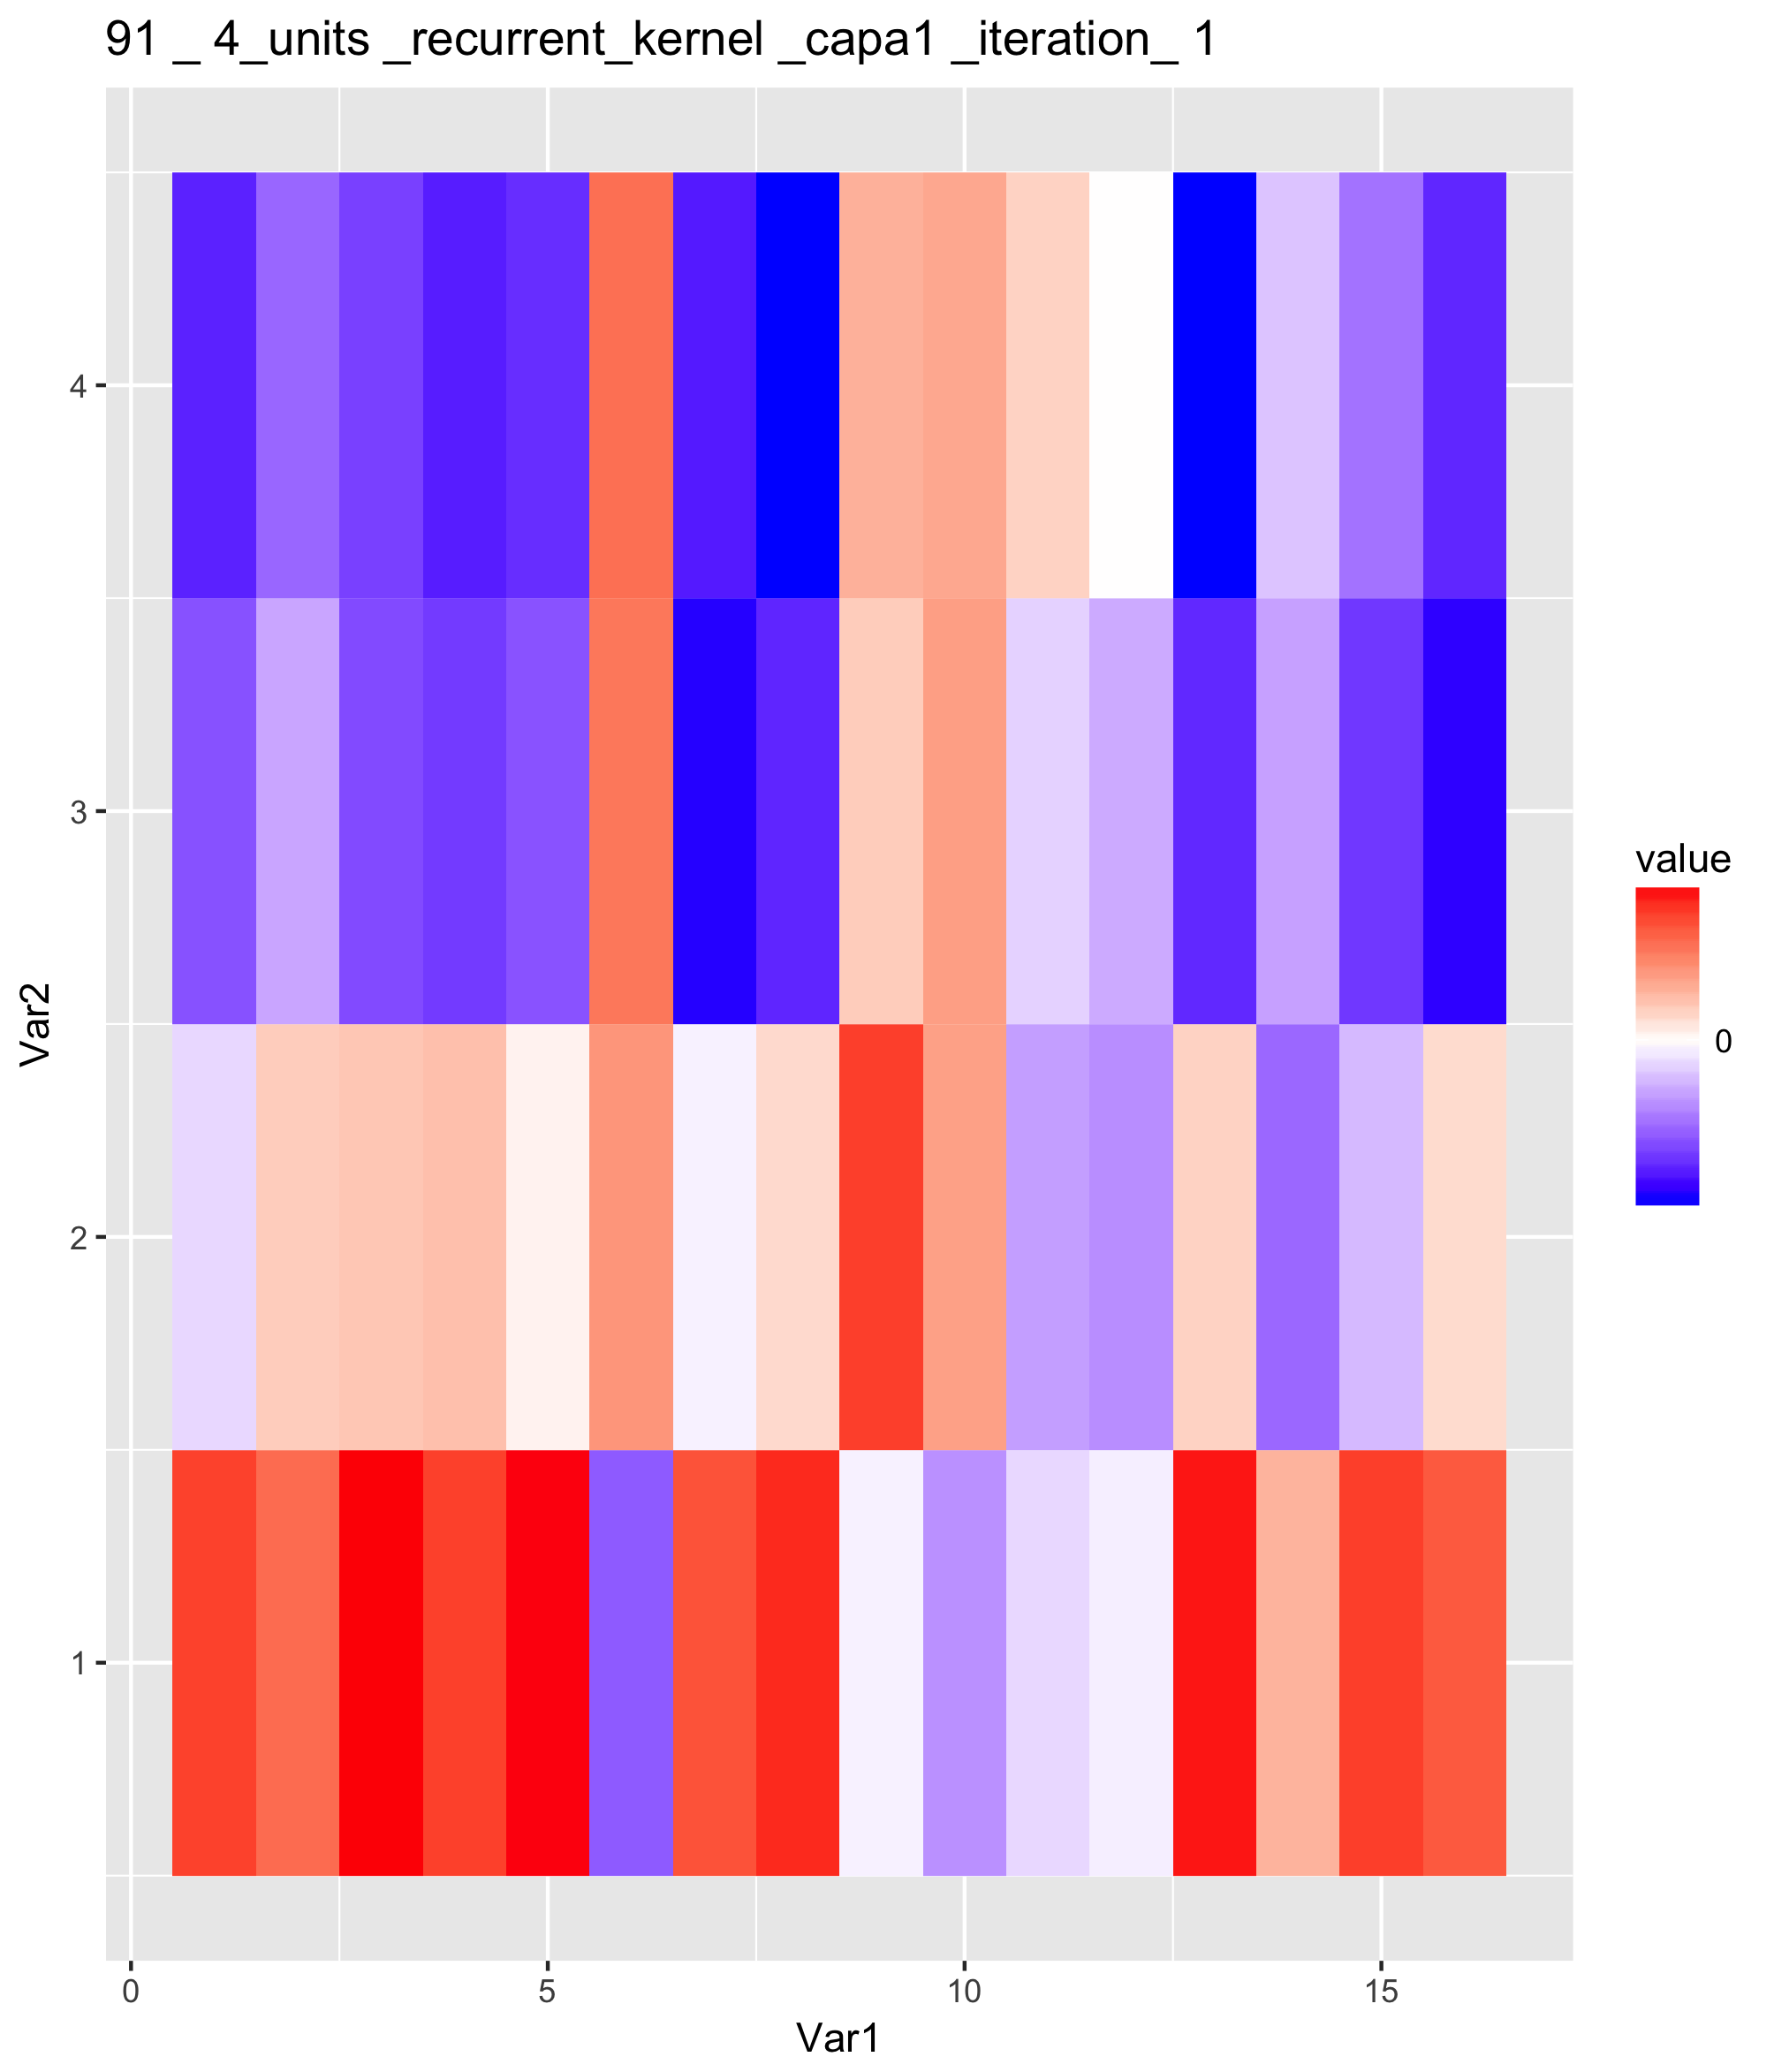 91 _ 4_units _recurrent_kernel _capa1 _iteration_ 1
4
3
2
1
Var2
0
5
10
15
Var1
value
0